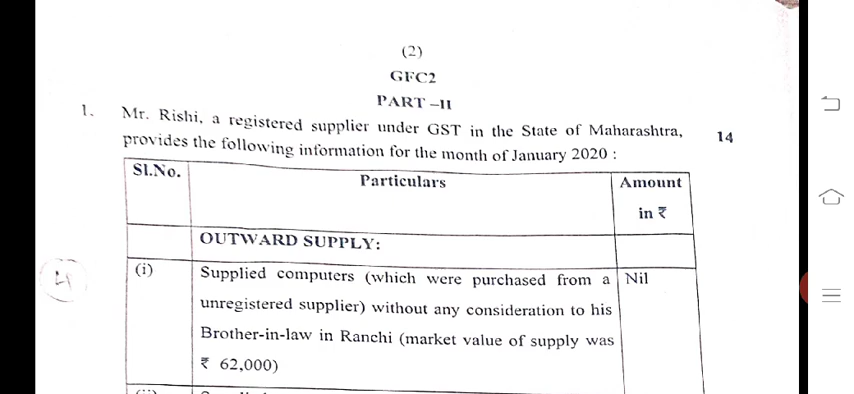 (2)
GFC2
PART –II
1. Mr. Rishi, a registered supplier under GST in the State of Maharashtra, 14
provides the following information for the month of January 2020 :
Sl.No. Particulars Amount
in ₹
OUTWARD SUPPLY:
(i) Supplied computers (which were purchased from a Nil
unregistered supplier) without any consideration to his
Brother-in-law in Ranchi (market value of supply was
₹ 62,000)